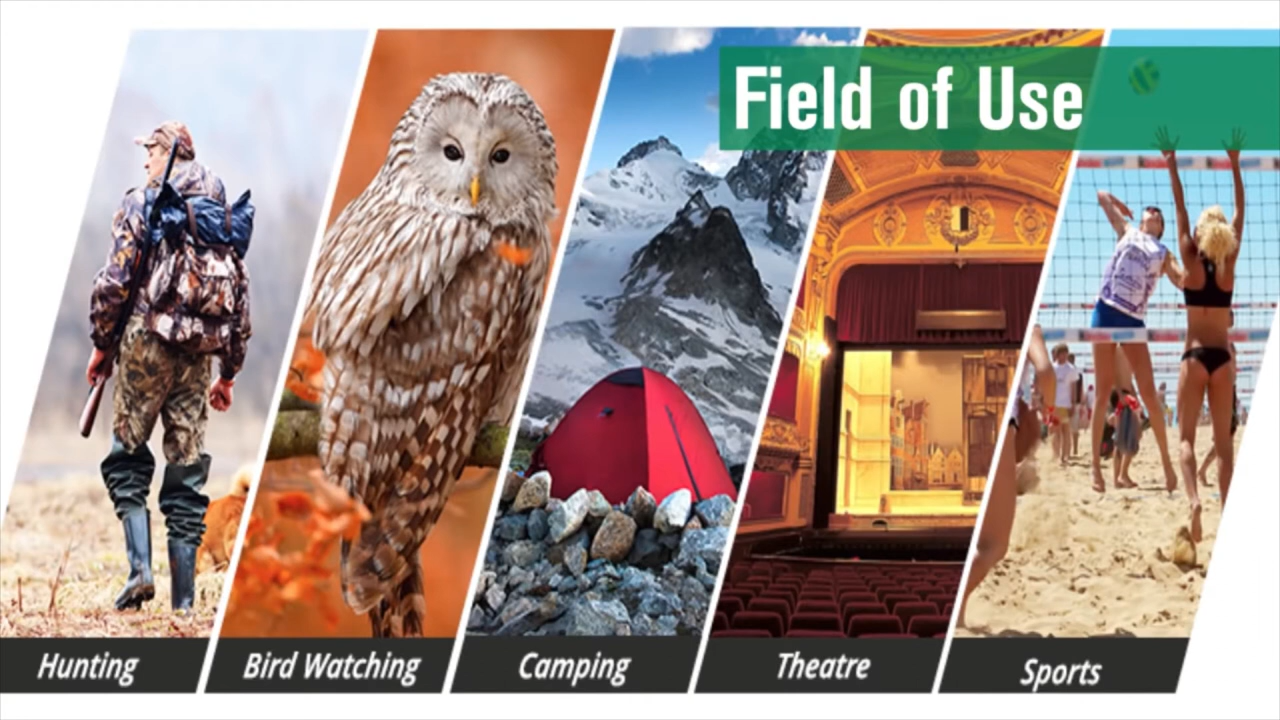 Field of Use
Hunting
Bird Watching
Camping
Theatre
Sports